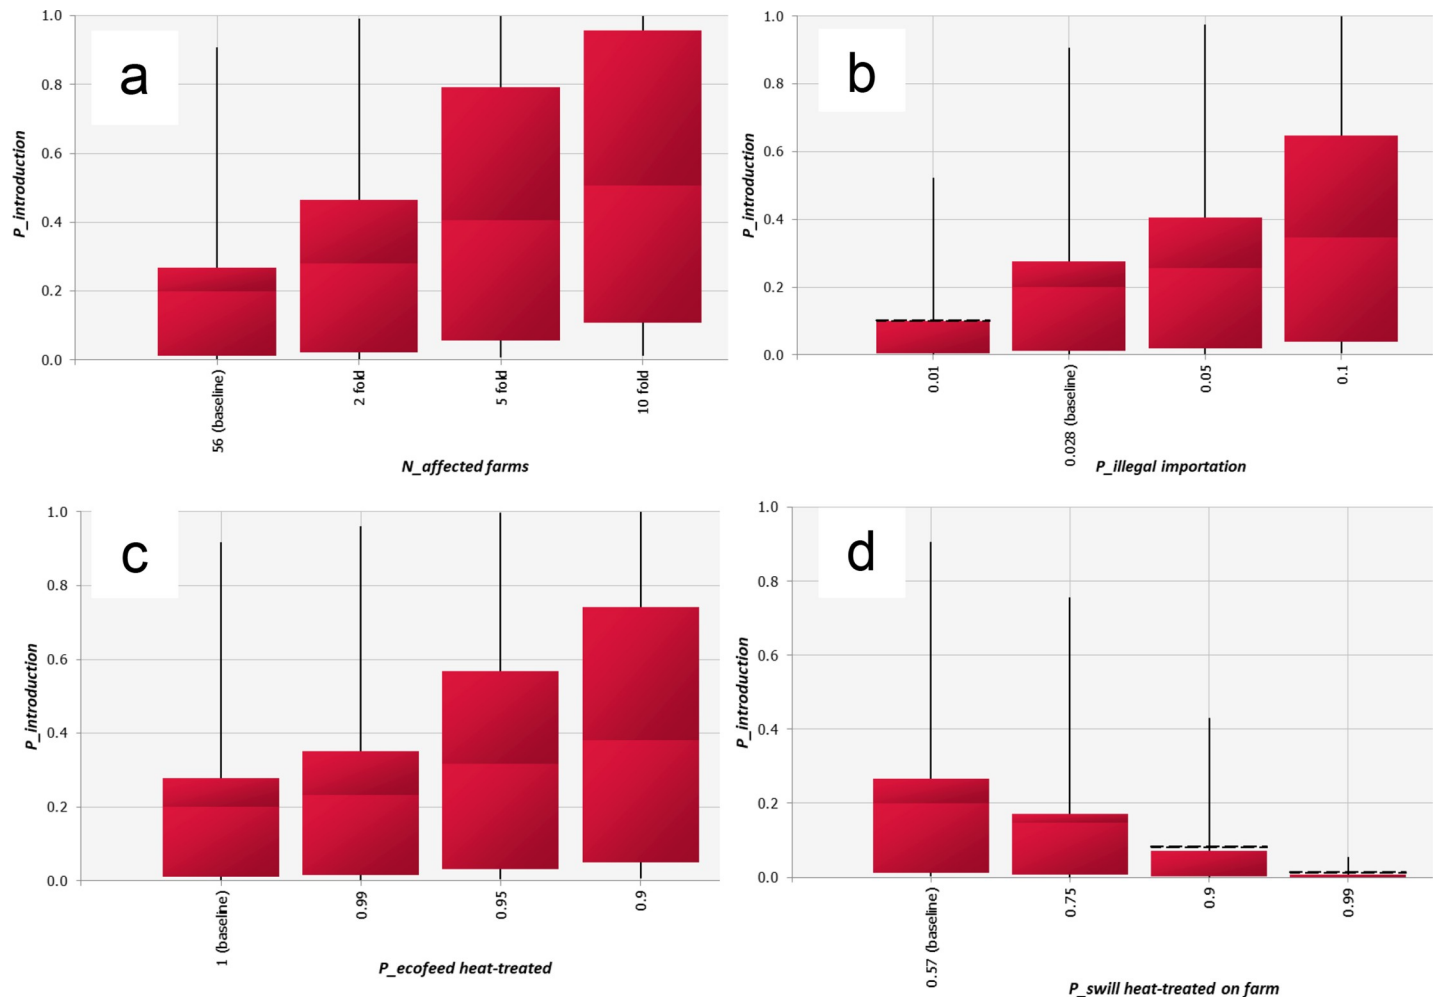 a
1.0
0.8
0.6
0.4
0.2
0.0
P_introduction
56 (baseline)
2 fold
5 fold
10 fold
N_affected farms
b
1.0
0.8
0.6
0.4
0.2
0.0
P_introduction
0.01
0.028 (baseline)
0.05
0.1
P_illegal importation
c
1.0
0.8
0.6
0.4
0.2
0.0
P_introduction
1 (baseline)
0.99
0.95
0.9
P_ecofeed heat-treated
d
1.0
0.8
0.6
0.4
0.2
0.0
P_introduction
0.57 (baseline)
0.75
0.9
0.99
P_swill heat-treated on farm